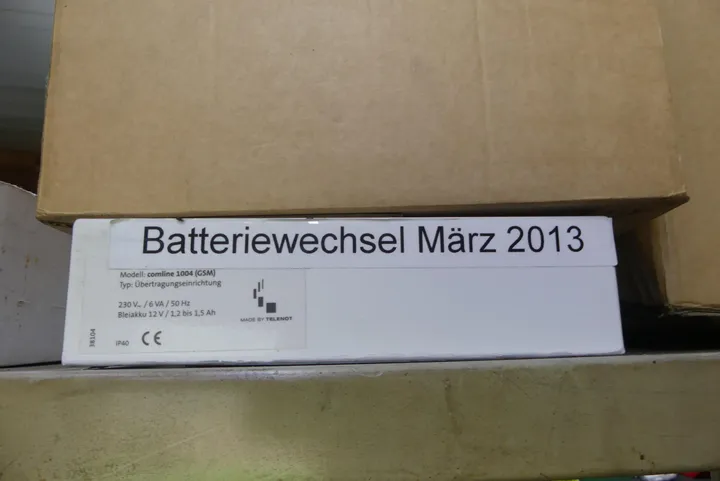 Batteriewechsel März 2013
Modell: comline 1004 (GSM)
Typ: Übertragungseinrichtung
230 V~ / 6 VA / 50 Hz
Bleiakku 12 V / 1,2 bis 1,5 Ah
MADE BY TELENOT
38104
IP40 CE